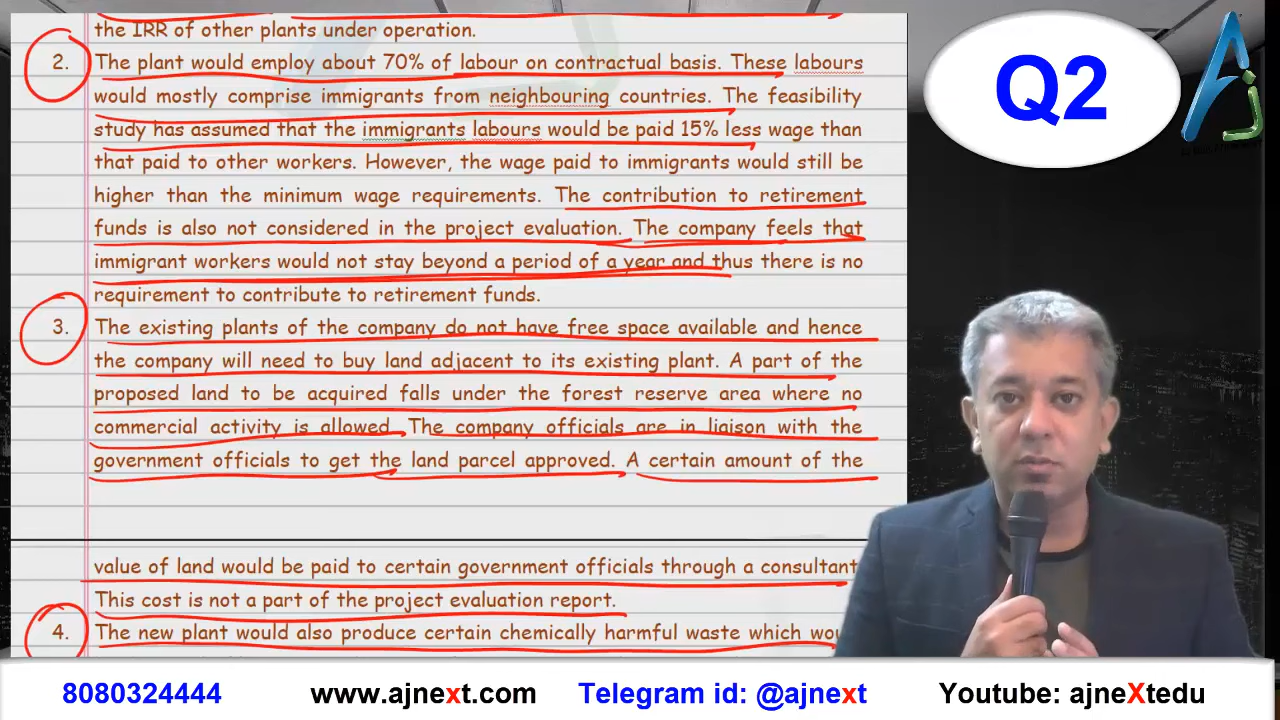 the IRR of other plants under operation.
2. The plant would employ about 70% of labour on contractual basis. These labours
would mostly comprise immigrants from neighbouring countries. The feasibility
study has assumed that the immigrants labours would be paid 15% less wage than
that paid to other workers. However, the wage paid to immigrants would still be
higher than the minimum wage requirements. The contribution to retirement
funds is also not considered in the project evaluation. The company feels that
immigrant workers would not stay beyond a period of a year and thus there is no
requirement to contribute to retirement funds.
3. The existing plants of the company do not have free space available and hence
the company will need to buy land adjacent to its existing plant. A part of the
proposed land to be acquired falls under the forest reserve area where no
commercial activity is allowed. The company officials are in liaison with the
government officials to get the land parcel approved. A certain amount of the
value of land would be paid to certain government officials through a consultant
This cost is not a part of the project evaluation report.
4. The new plant would also produce certain chemically harmful waste which
Q2
8080324444
www.ajnext.com
Telegram id: @ajnext
Youtube: ajneXtedu